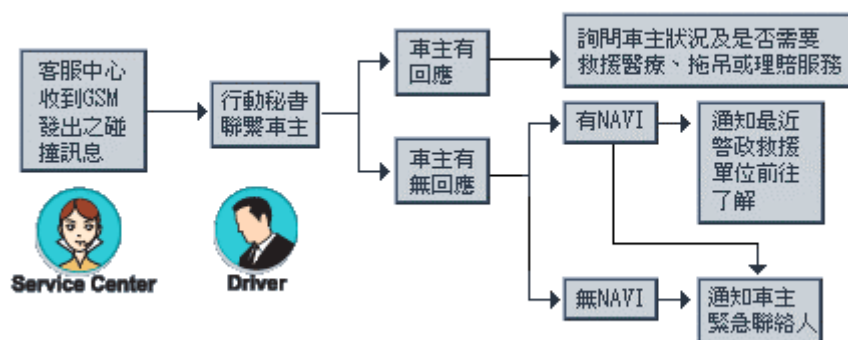 客服中心
收到GSM
發出之碰
撞訊息
行動秘書
聯繫車主
車主有
回應
詢問車主狀況及是否需要
救援醫療、拖吊或理賠服務
車主有
無回應
有NAVI
通知最近
警政救援
單位前往
了解
無NAVI
通知車主
緊急聯絡人
Service Center
Driver